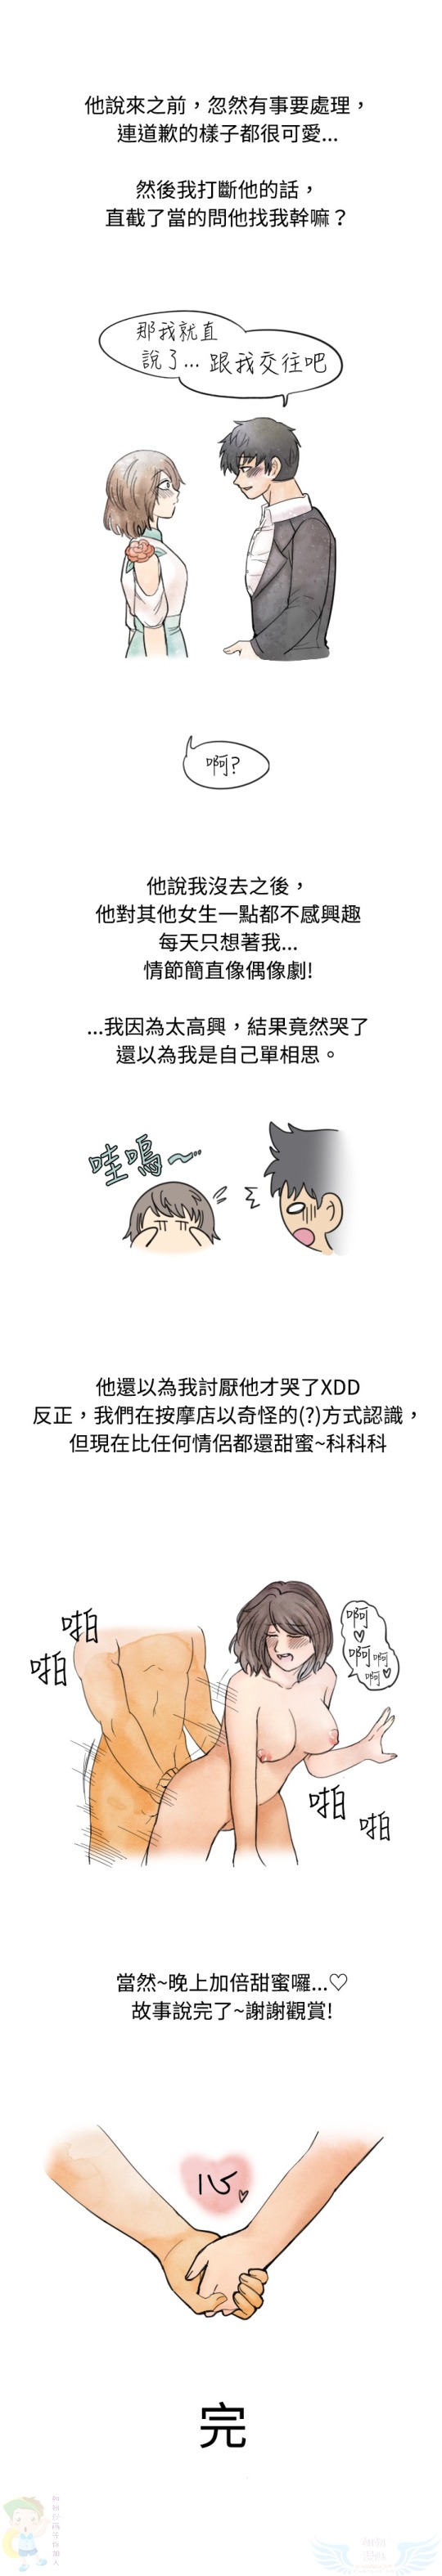 他說來之前，忽然有事要處理，
連道歉的樣子都很可愛...
然後我打斷他的話，
直截了當的問他找我幹嘛？
那我就直
說了...
跟我交往吧
啊?
他說我沒去之後，
他對其他女生一點都不感興趣
每天只想著我...
情節簡直像偶像劇!
...我因為太高興，結果竟然哭了
還以為我是自己單相思。
哇嗚~...
他還以為我討厭他才哭了XDD
反正，我們在按摩店以奇怪的(?)方式認識，
但現在比任何情侶都還甜蜜~科科科
啪
啪
啊
♥
啊啊
啊♥
啪
啪
當然~晚上加倍甜蜜囉...♡
故事說完了~謝謝觀賞!
完